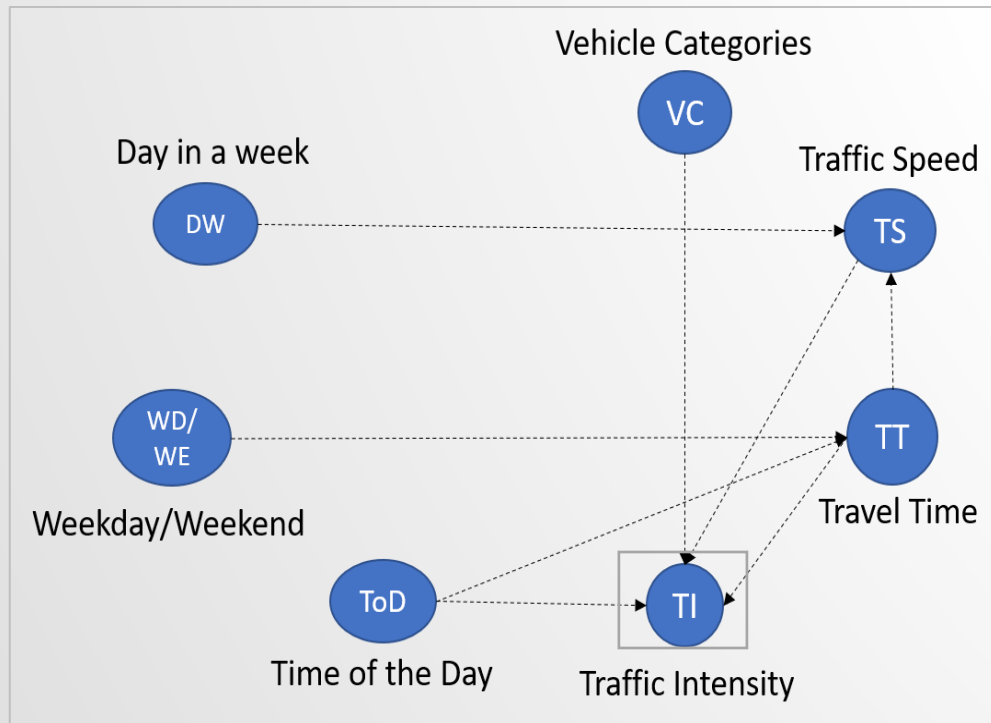 Vehicle Categories
VC
Day in a week
DW
Traffic Speed
TS
WD/
WE
Weekday/Weekend
TT
Travel Time
ToD
Time of the Day
TI
Traffic Intensity